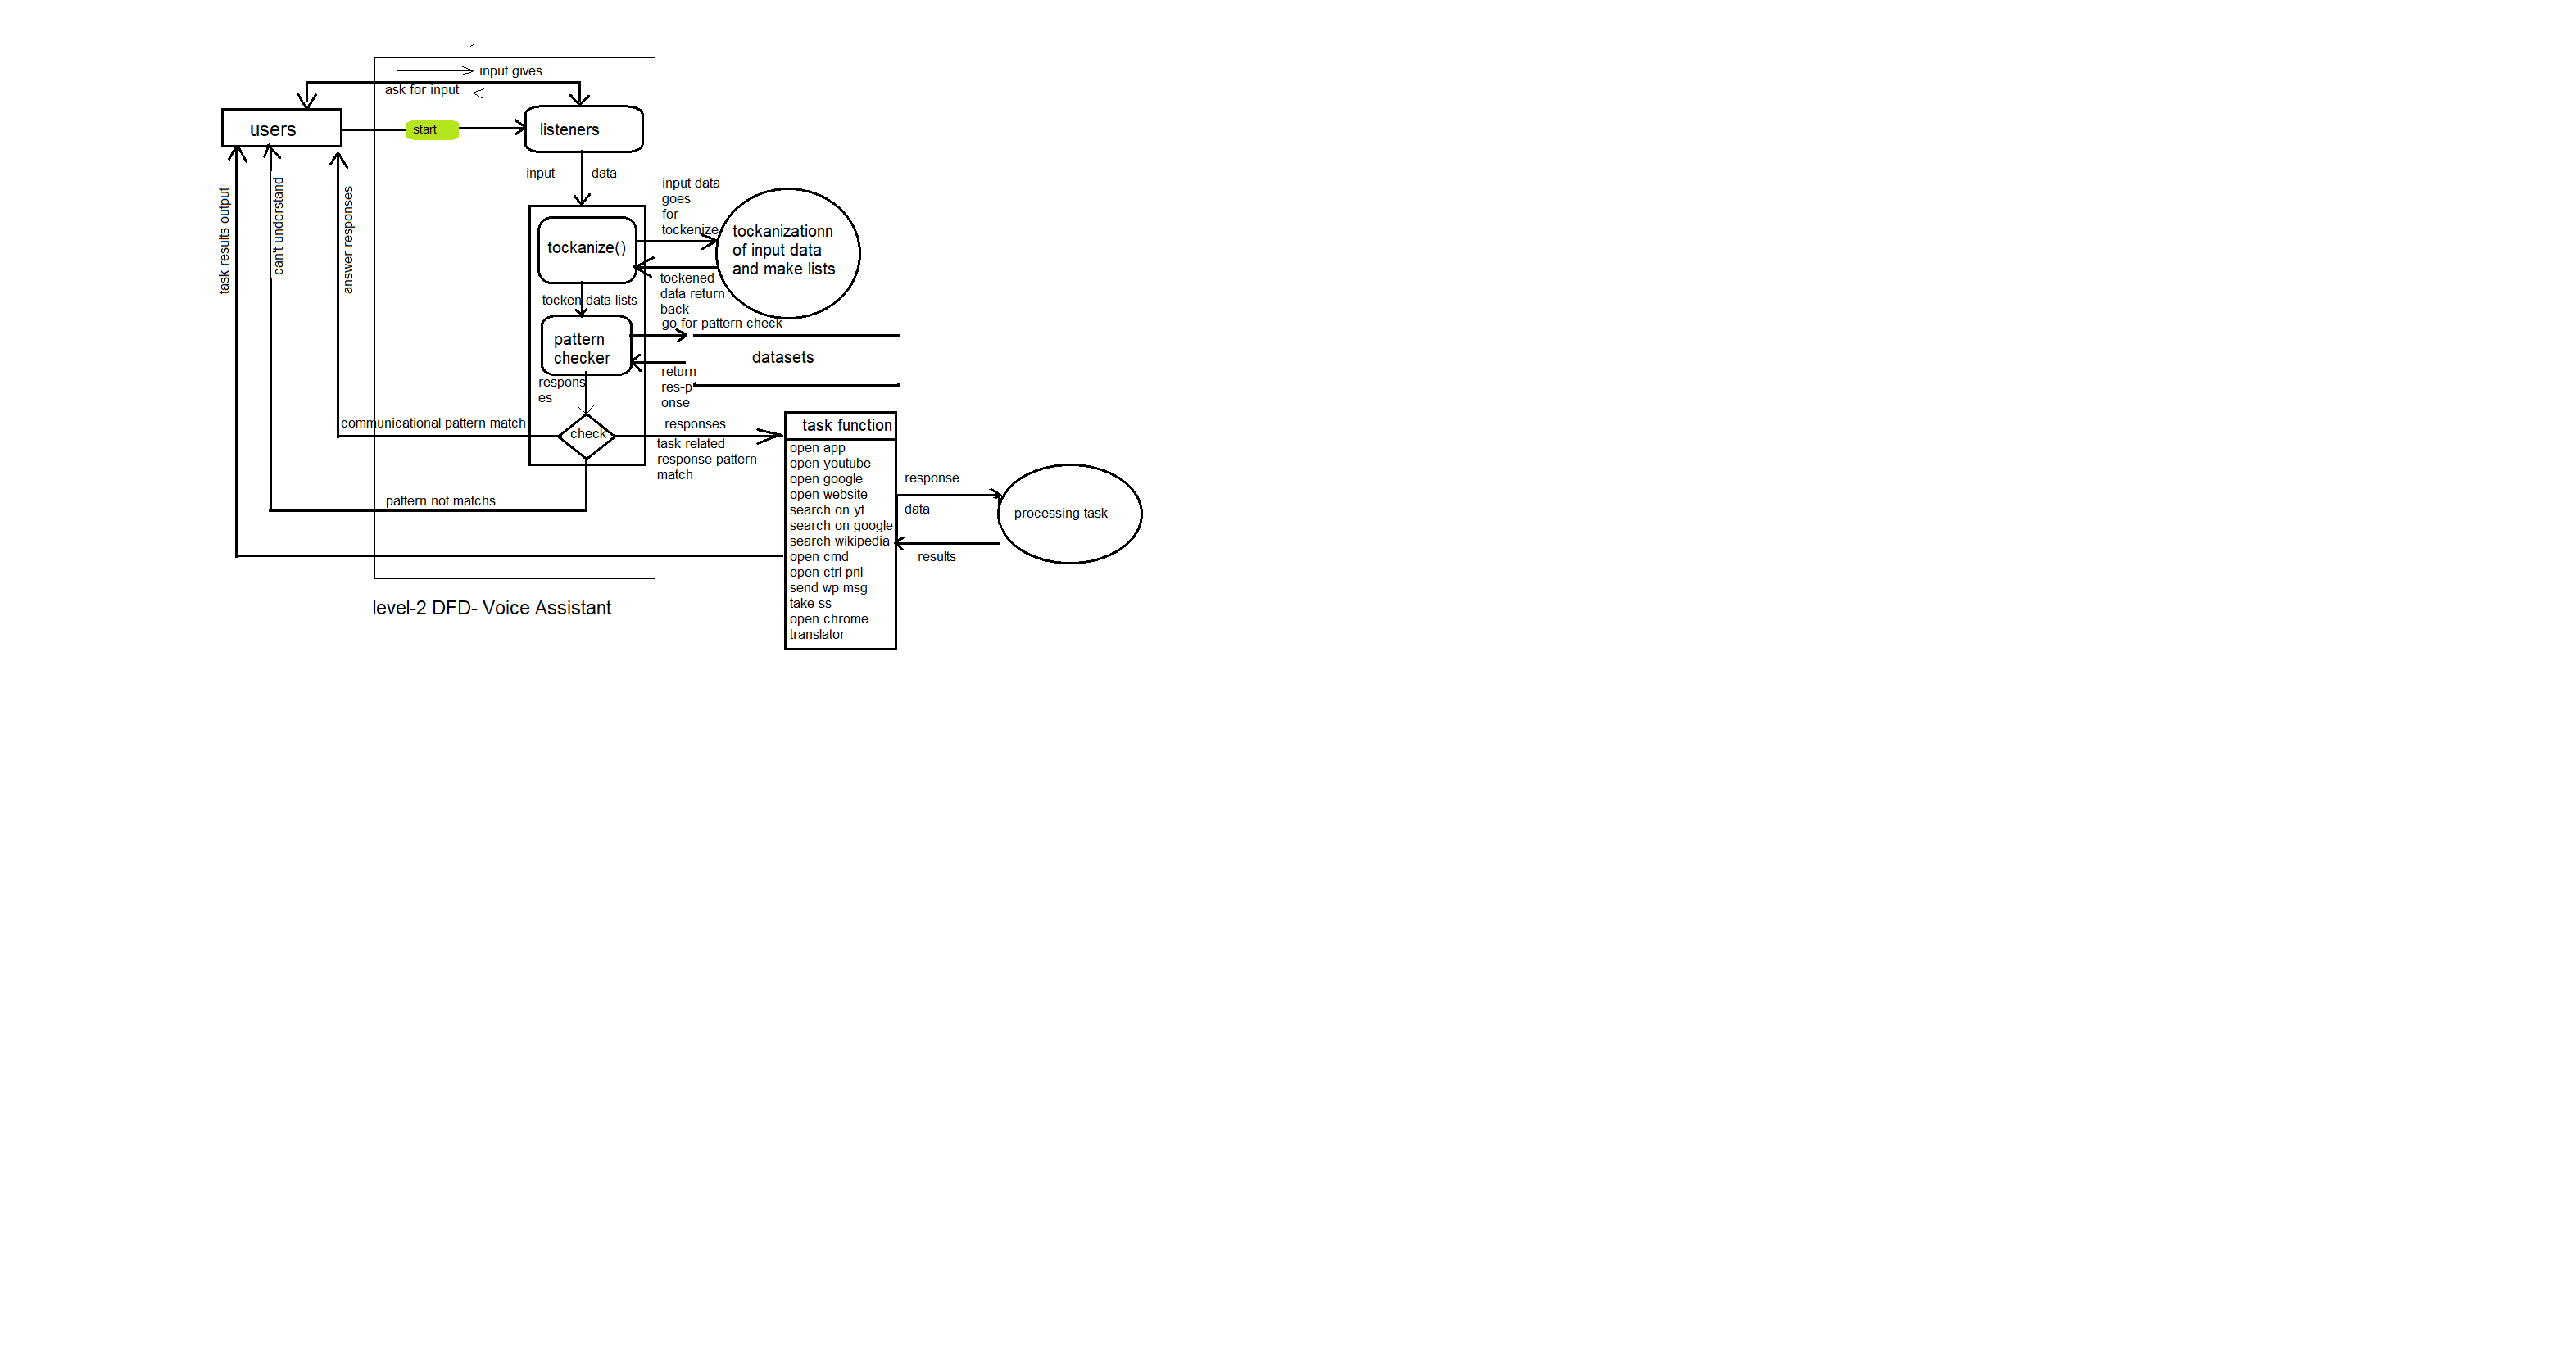 input gives
ask for input
users
start
listeners
input data
task results output
can't understand
answer responses
input data
goes
for
tockenize
tockanize()
tockanizationn
of input data
and make lists
tockened
data return
back
tocken data lists
go for pattern check
pattern
checker
datasets
return
res-p
onse
respons
es
communicational pattern match
check
responses
task related
response pattern
match
task function
open app
open youtube
open google
open website
search on yt
search on google
search wikipedia
open cmd
open ctrl pnl
send wp msg
take ss
open chrome
translator
response
data
results
processing task
pattern not matchs
level-2 DFD- Voice Assistant